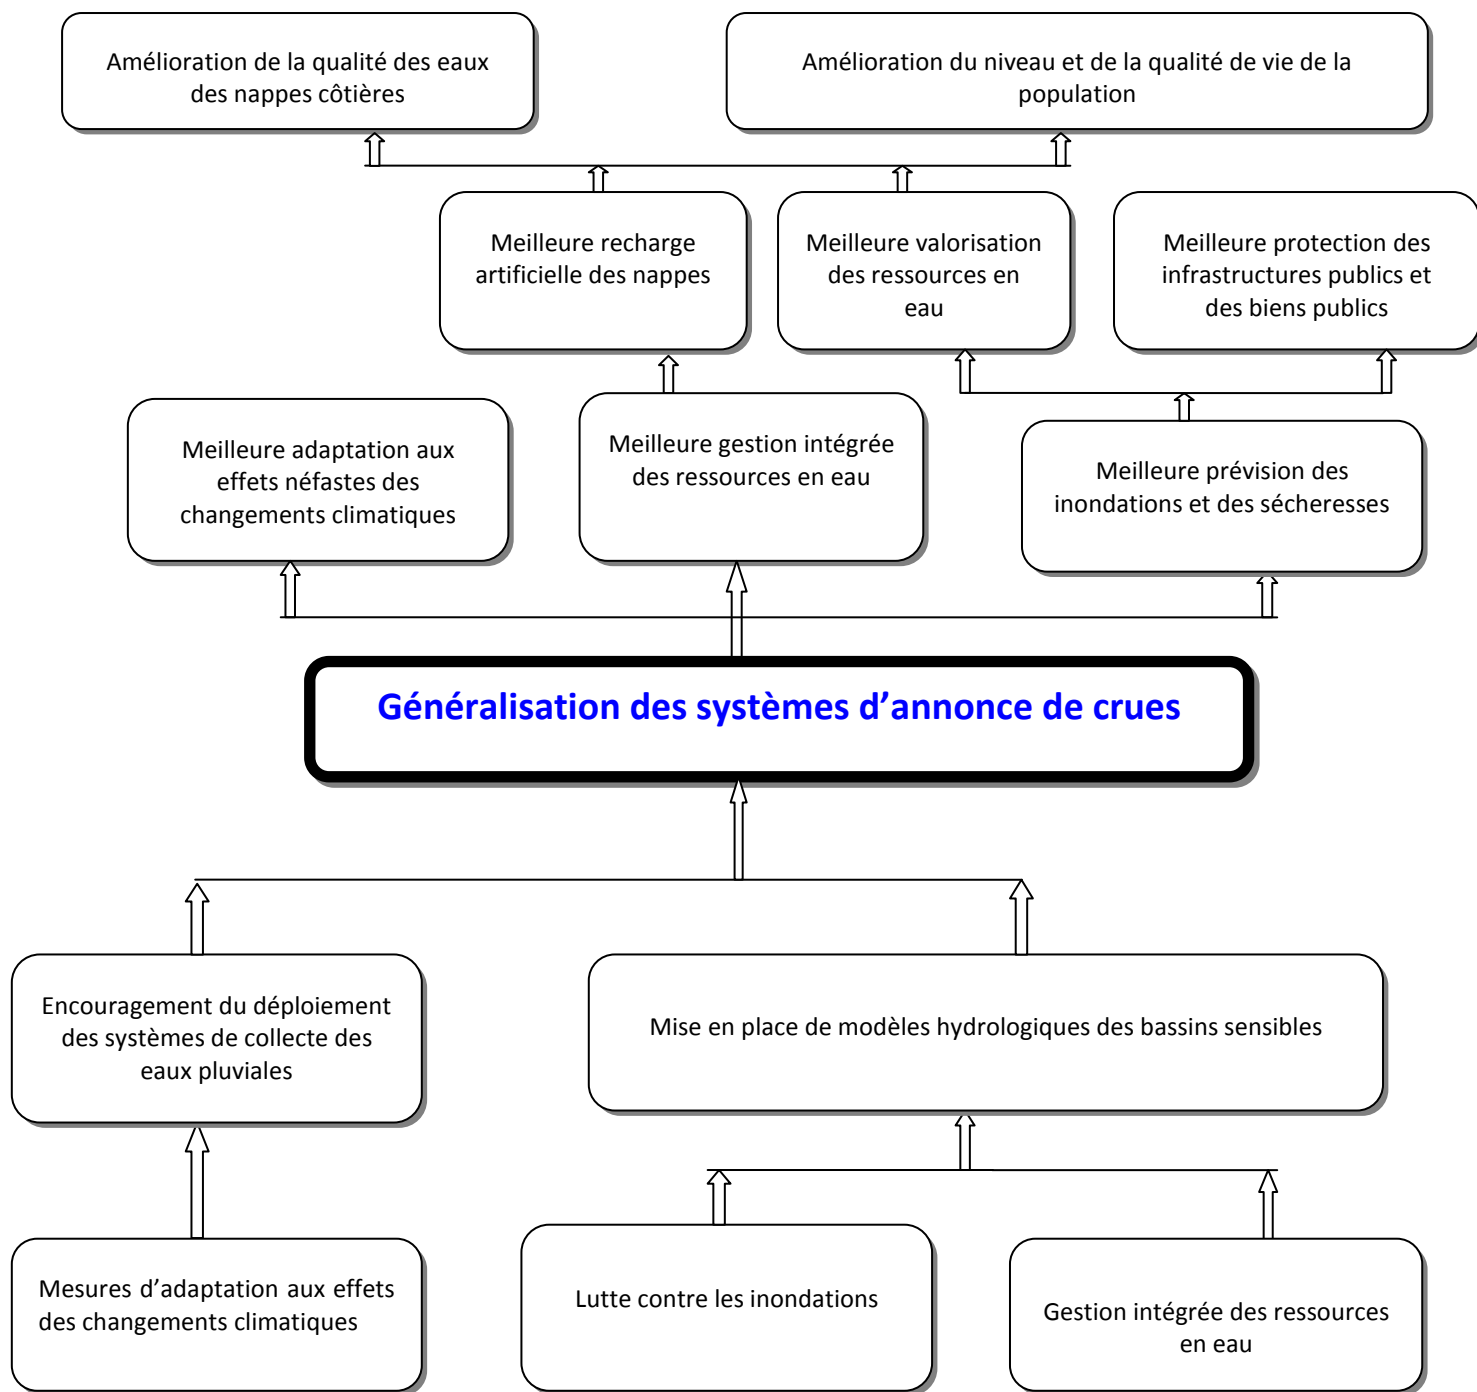 Amélioration de la qualité des eaux
des nappes côtières
Amélioration du niveau et de la qualité de vie de la
population
Meilleure recharge
artificielle des nappes
Meilleure valorisation
des ressources en
eau
Meilleure protection des
infrastructures publics et
des biens publics
Meilleure adaptation aux
effets néfastes des
changements climatiques
Meilleure gestion intégrée
des ressources en eau
Meilleure prévision des
inondations et des sécheresses
Généralisation des systèmes d’annonce de crues
Encouragement du déploiement
des systèmes de collecte des
eaux pluviales
Mise en place de modèles hydrologiques des bassins sensibles
Mesures d’adaptation aux effets
des changements climatiques
Lutte contre les inondations
Gestion intégrée des ressources
en eau